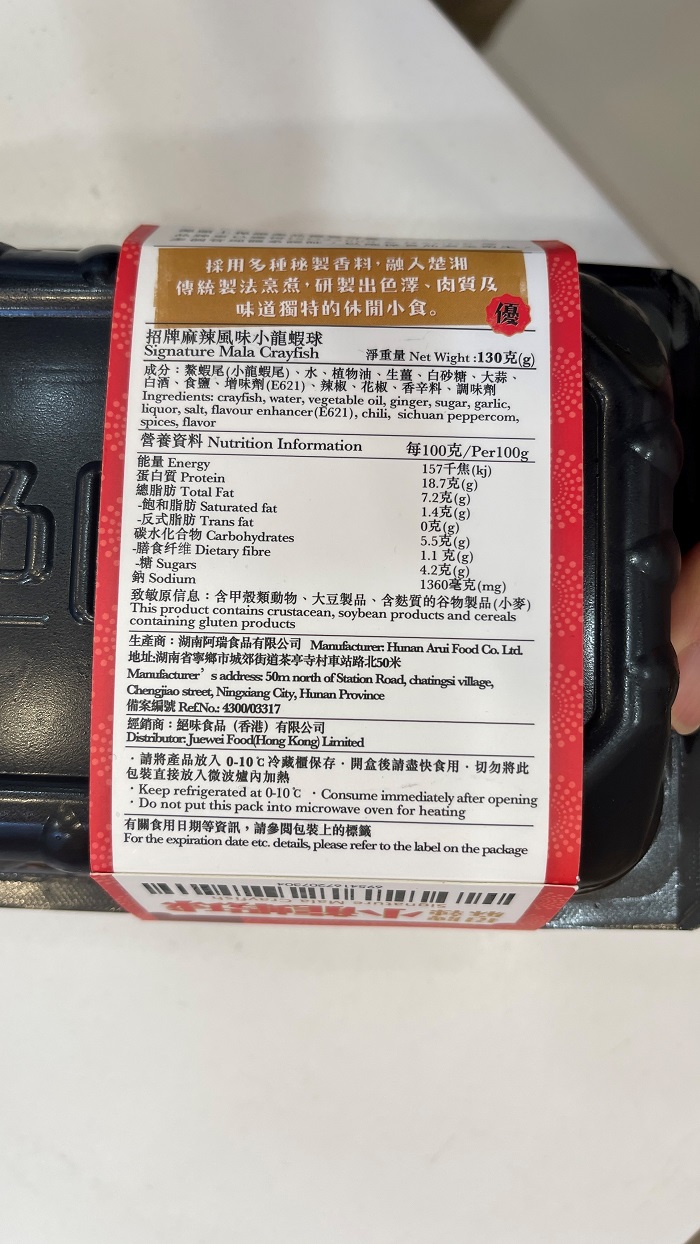 採用多種秘製香料,融入楚湘
傳統製法烹煮,研製出色澤、肉質及
味道獨特的休閒小食。
優
招牌麻辣風味小龍蝦球
Signature Mala Crayfish
淨重量 Net Wight :130克(g)
成分：螯蝦尾(小龍蝦尾)、水、植物油、生薑、白砂糖、大蒜、
白酒、食鹽、增味劑(E621)、辣椒、花椒、香辛料、調味劑
Ingredients: crayfish, water, vegetable oil, ginger, sugar, garlic,
liquor, salt, flavour enhancer(E621), chili, sichuan peppercom,
spices, flavor
營養資料 Nutrition Information 每100克/Per100g
能量 Energy 157千焦(kj)
蛋白質 Protein 18.7克(g)
總脂肪 Total Fat 7.2克(g)
-飽和脂肪 Saturated fat 1.4克(g)
-反式脂肪 Trans fat 0克(g)
碳水化合物 Carbohydrates 5.5克(g)
-膳食纤维 Dietary fibre 1.1 克(g)
-糖 Sugars 4.2克(g)
鈉 Sodium 1360毫克(mg)
致敏原信息：含甲殼類動物、大豆製品、含麩質的谷物製品(小麥)
This product contains crustacean, soybean products and cereals
containing gluten products
生產商：湖南阿瑞食品有限公司 Manufacturer: Hunan Arui Food Co. Ltd.
地址:湖南省寧鄉市城郊街道茶亭寺村車站路北50米
Manufacturer’s address: 50m north of Station Road, chatingsi village,
Chengjiao street, Ningxiang City, Hunan Province
備案編號 Ref.No.: 4300/03317
經銷商：絕味食品（香港）有限公司
Distributor: Juewei Food(Hong Kong) Limited
·請將產品放入 0-10℃冷藏櫃保存·開盒後請盡快食用·切勿將此
包裝直接放入微波爐內加熱
·Keep refrigerated at 0-10℃ ·Consume immediately after opening
·Do not put this pack into microwave oven for heating
有關食用日期等資訊，請參閱包裝上的標籤
For the expiration date etc. details, please refer to the label on the package
Signature Mala Crayfish